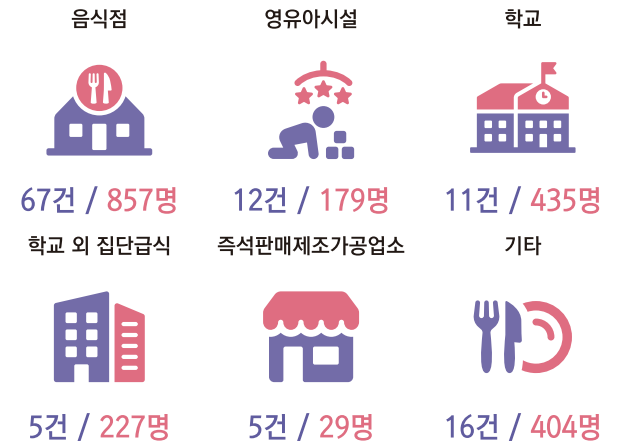 음식점
영유아시설
학교
67건 / 857명
12건 / 179명
11건 / 435명
학교 외 집단급식
즉석판매제조가공업소
기타
5건 / 227명
5건 / 29명
16건 / 404명